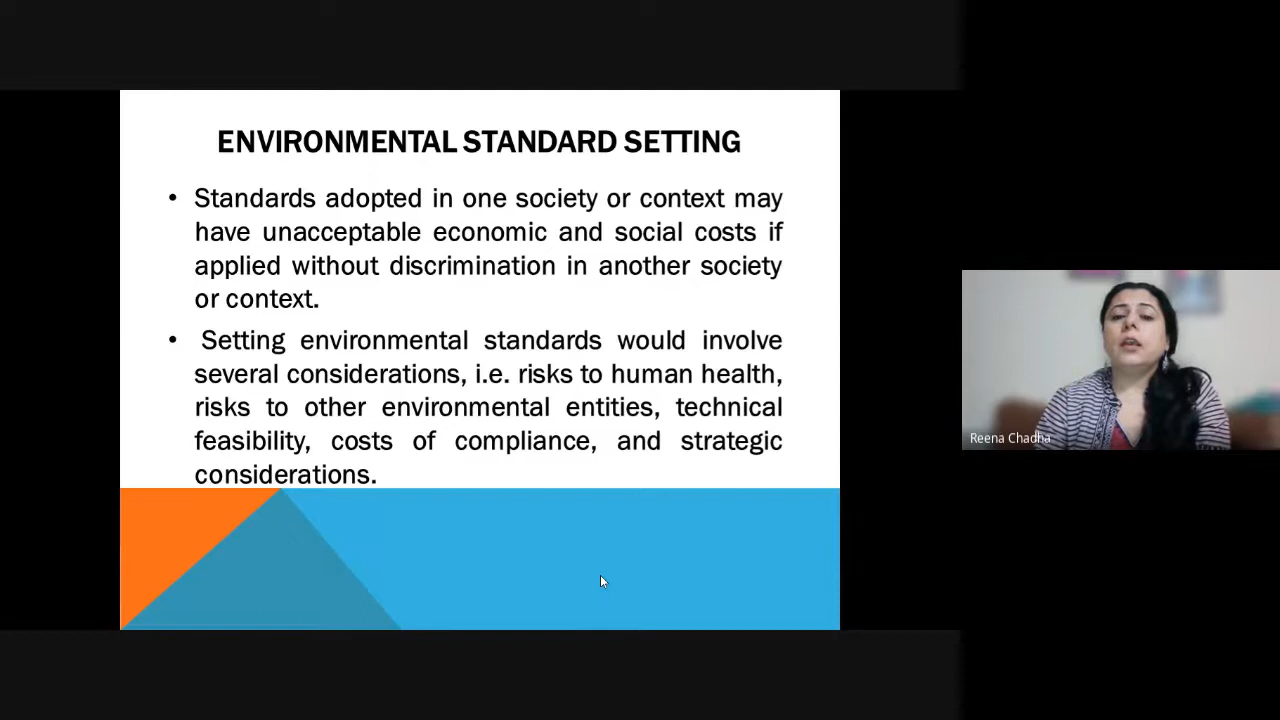 ENVIRONMENTAL STANDARD SETTING
• Standards adopted in one society or context may
have unacceptable economic and social costs if
applied without discrimination in another society
or context.
• Setting environmental standards would involve
several considerations, i.e. risks to human health,
risks to other environmental entities, technical
feasibility, costs of compliance, and strategic
considerations.
Reena Chadha